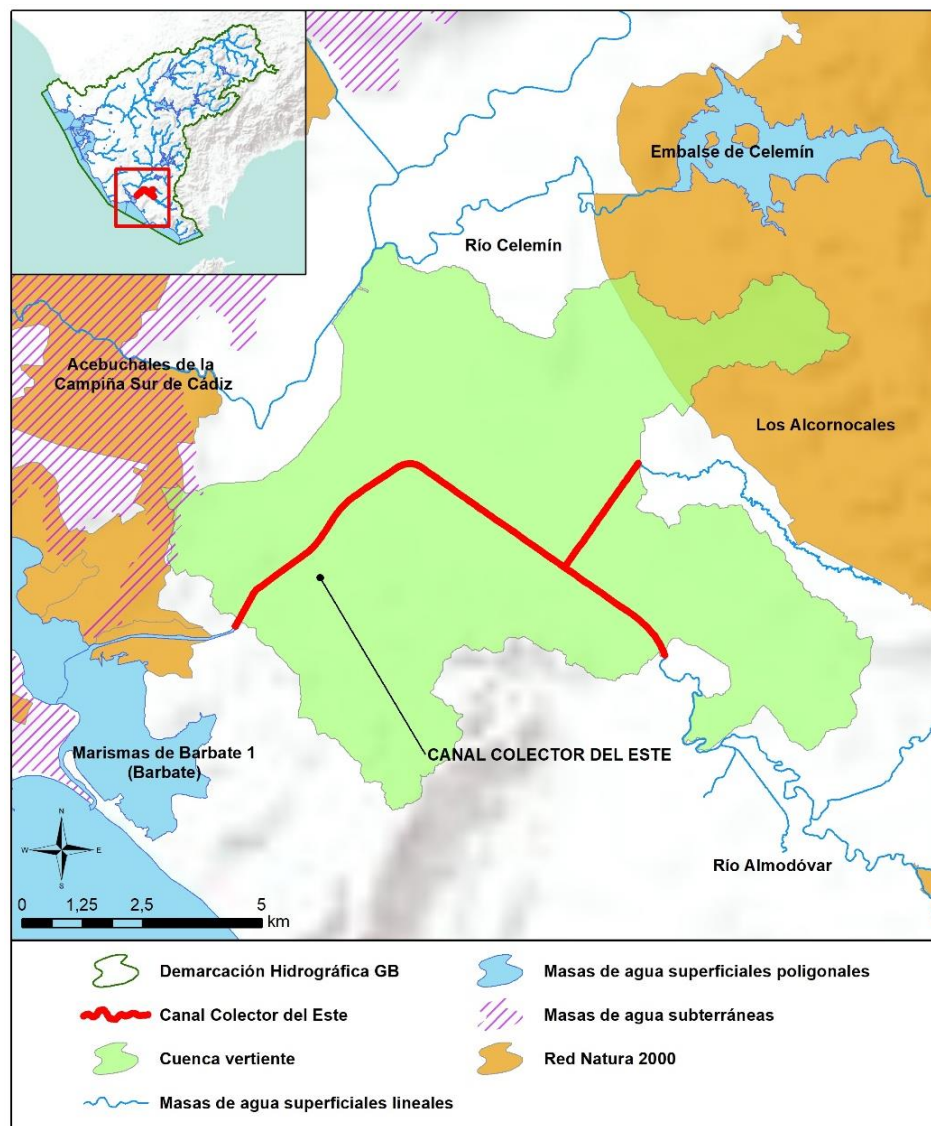 Embalse de Celemín
Río Celemín
Acebuchales de la
Campiña Sur de Cádiz
Los Alcornocales
CANAL COLECTOR DEL ESTE
Marismas de Barbate 1
(Barbate)
Río Almodóvar
N
W E
S
0 1,25 2,5 5
km
Demarcación Hidrográfica GB
Masas de agua superficiales poligonales
Canal Colector del Este
Masas de agua subterráneas
Cuenca vertiente
Red Natura 2000
Masas de agua superficiales lineales